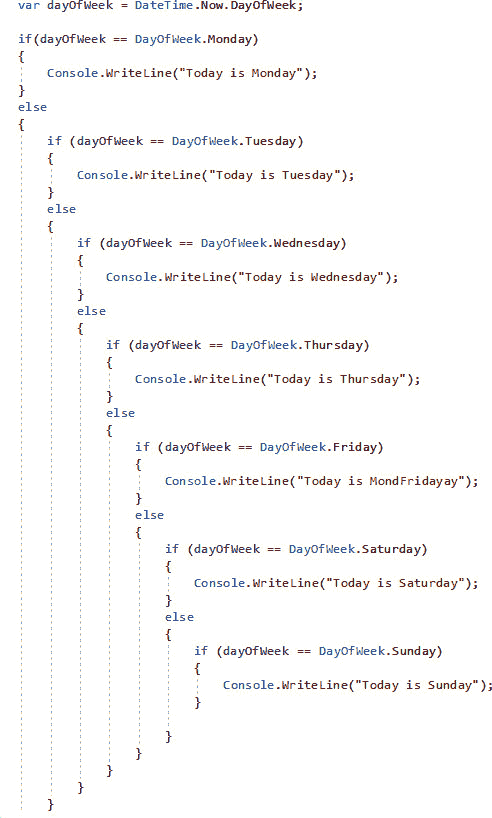 var dayOfWeek = DateTime.Now.DayOfWeek;
if(dayOfWeek == DayOfWeek.Monday)
{
Console.WriteLine("Today is Monday");
}
else
{
if (dayOfWeek == DayOfWeek.Tuesday)
{
Console.WriteLine("Today is Tuesday");
}
else
{
if (dayOfWeek == DayOfWeek.Wednesday)
{
Console.WriteLine("Today is Wednesday");
}
else
{
if (dayOfWeek == DayOfWeek.Thursday)
{
Console.WriteLine("Today is Thursday");
}
else
{
if (dayOfWeek == DayOfWeek.Friday)
{
Console.WriteLine("Today is MondFridayay");
}
else
{
if (dayOfWeek == DayOfWeek.Saturday)
{
Console.WriteLine("Today is Saturday");
}
else
{
if (dayOfWeek == DayOfWeek.Sunday)
{
Console.WriteLine("Today is Sunday");
}
}
}
}
}
}